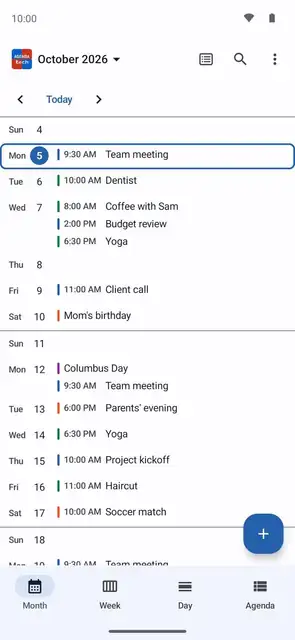 10:00
AGENDA
tech
October 2026
Today
Sun 4
Mon 5 9:30 AM Team meeting
Tue 6 10:00 AM Dentist
Wed 7 8:00 AM Coffee with Sam
2:00 PM Budget review
6:30 PM Yoga
Thu 8
Fri 9 11:00 AM Client call
Sat 10 Mom's birthday
Sun 11
Mon 12 Columbus Day
9:30 AM Team meeting
Tue 13 6:00 PM Parents' evening
Wed 14 6:30 PM Yoga
Thu 15 10:00 AM Project kickoff
Fri 16 11:00 AM Haircut
Sat 17 10:00 AM Soccer match
Sun 18
Mon 19 9:30 AM Team meeting
Month Week Day Agenda